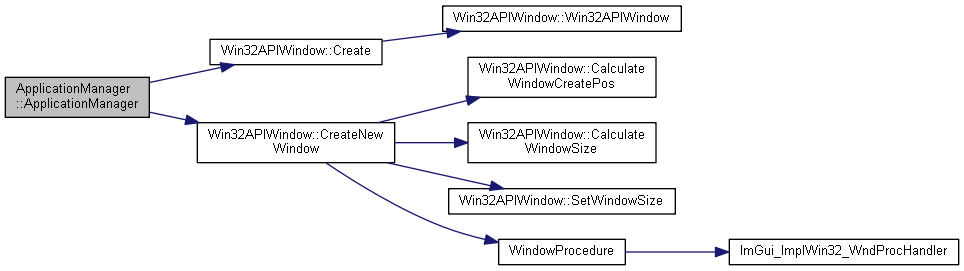 Win32APIWindow::Win32APIWindow
Win32APIWindow::Create
ApplicationManager
::ApplicationManager
Win32APIWindow::Calculate
WindowCreatePos
Win32APIWindow::CreateNew
Window
Win32APIWindow::Calculate
WindowSize
Win32APIWindow::SetWindowSize
WindowProcedure
ImGui_ImplWin32_WndProcHandler